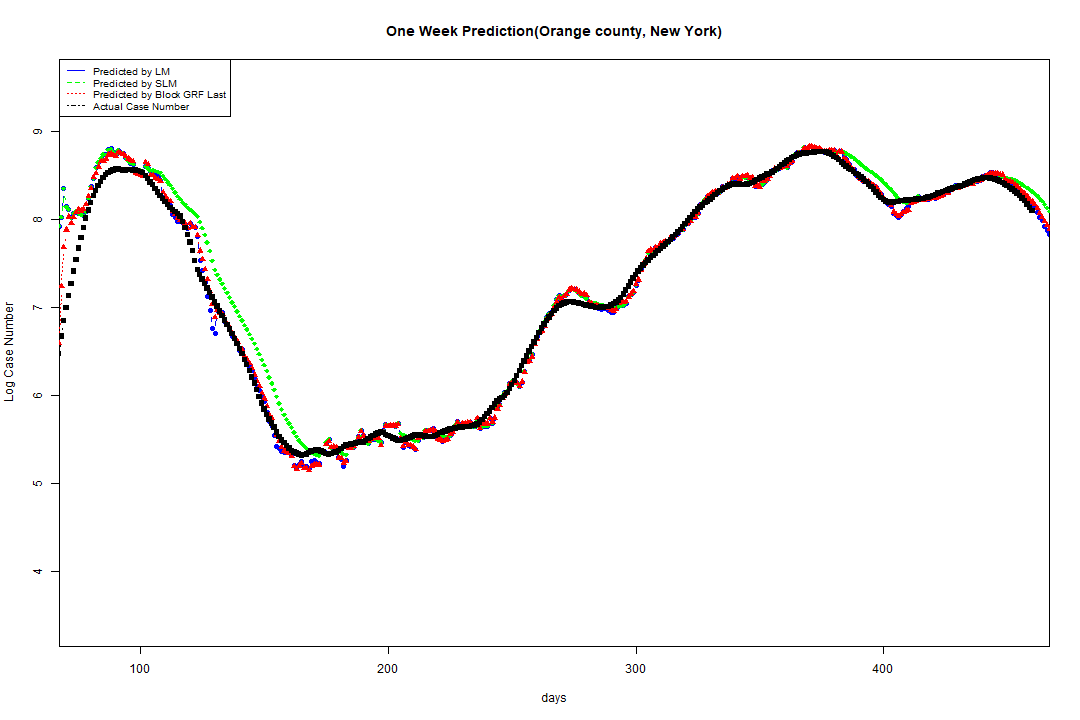 One Week Prediction(Orange county, New York)
Predicted by LM
Predicted by SLM
Predicted by Block GRF Last
Actual Case Number
9
8
7
6
5
4
Log Case Number
100 200 300 400
days